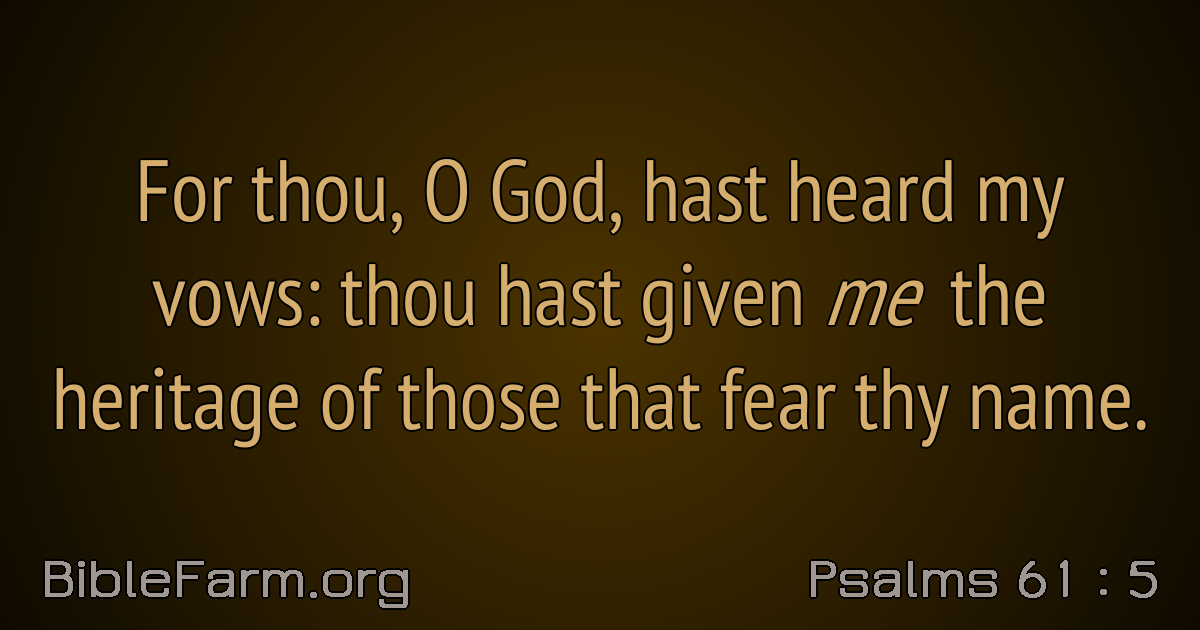 For thou, O God, hast heard my
vows: thou hast given me the
heritage of those that fear thy name.
BibleFarm.org
Psalms 61 : 5